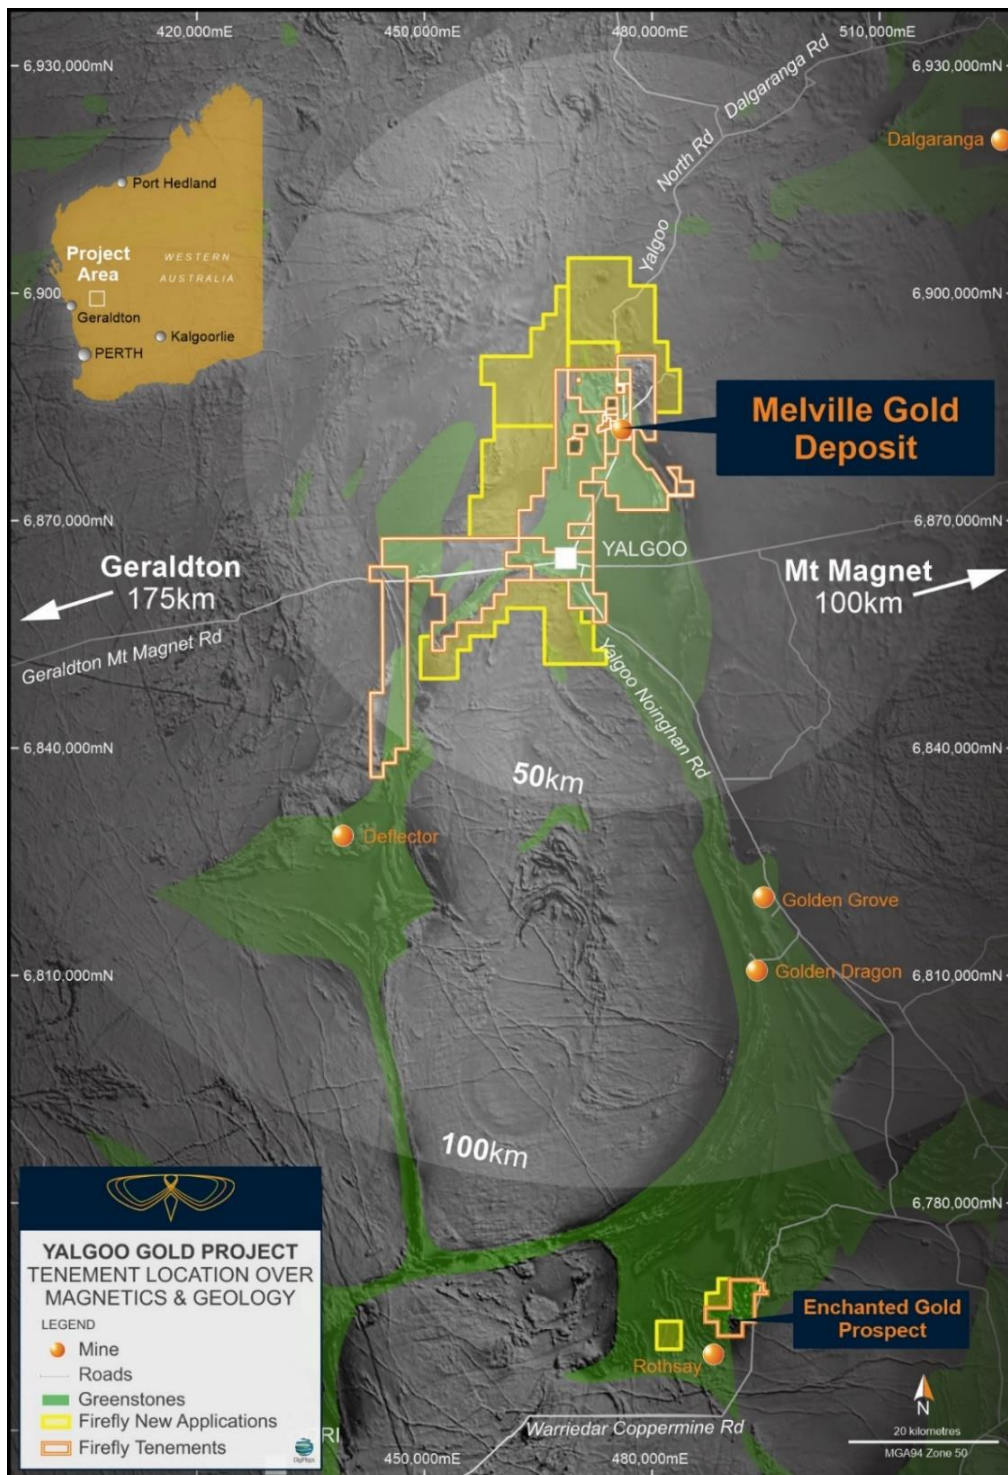 420,000mE
450,000mE
480,000mE
510,000mE
6,930,000mN
6,930,000mN
Dalgaranga Rd
North Rd
Yalgoo
Dalgaranga
Port Hedland
Project
Area
WESTERN
AUSTRALIA
6,900
6,900,000mN
Geraldton
Kalgoorlie
PERTH
Melville Gold
Deposit
6,870,000mN
6,870,000mN
YALGOO
Geraldton
175km
Mt Magnet
100km
Geraldton Mt Magnet Rd
Yalgoo Noinghan Rd
6,840,000mN
6,840,000mN
50km
Deflector
Golden Grove
Golden Dragon
6,810,000mN
6,810,000mN
100km
6,780,000mN
YALGOO GOLD PROJECT
TENEMENT LOCATION OVER
MAGNETICS & GEOLOGY
LEGEND
Mine
Roads
Greenstones
Firefly New Applications
Firefly Tenements
RI
Enchanted Gold
Prospect
Rothsay
Warriedar Coppermine Rd
N
20 kilometres
MGA94 Zone 50
450,000mE
480,000mE